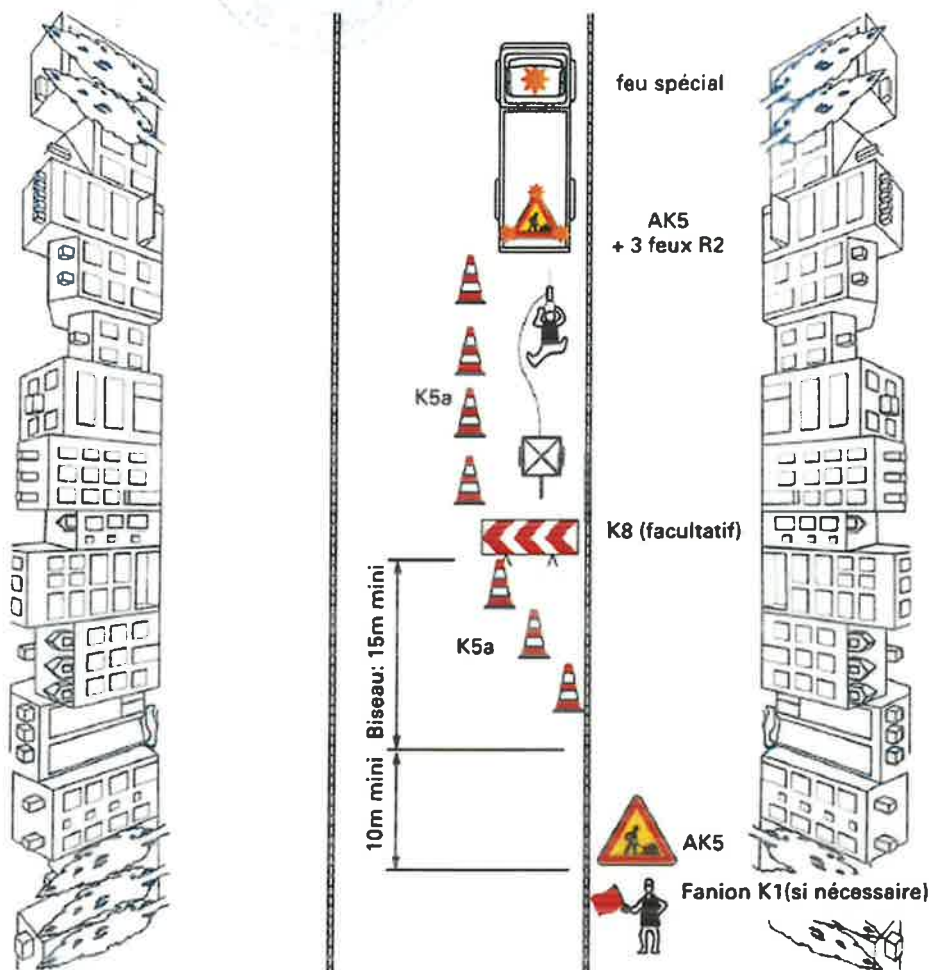 feu spécial
AK5
+ 3 feux R2
K5a
K8 (facultatif)
Biseau: 15m mini
K5a
10m mini
AK5
Fanion K1(si nécessaire)